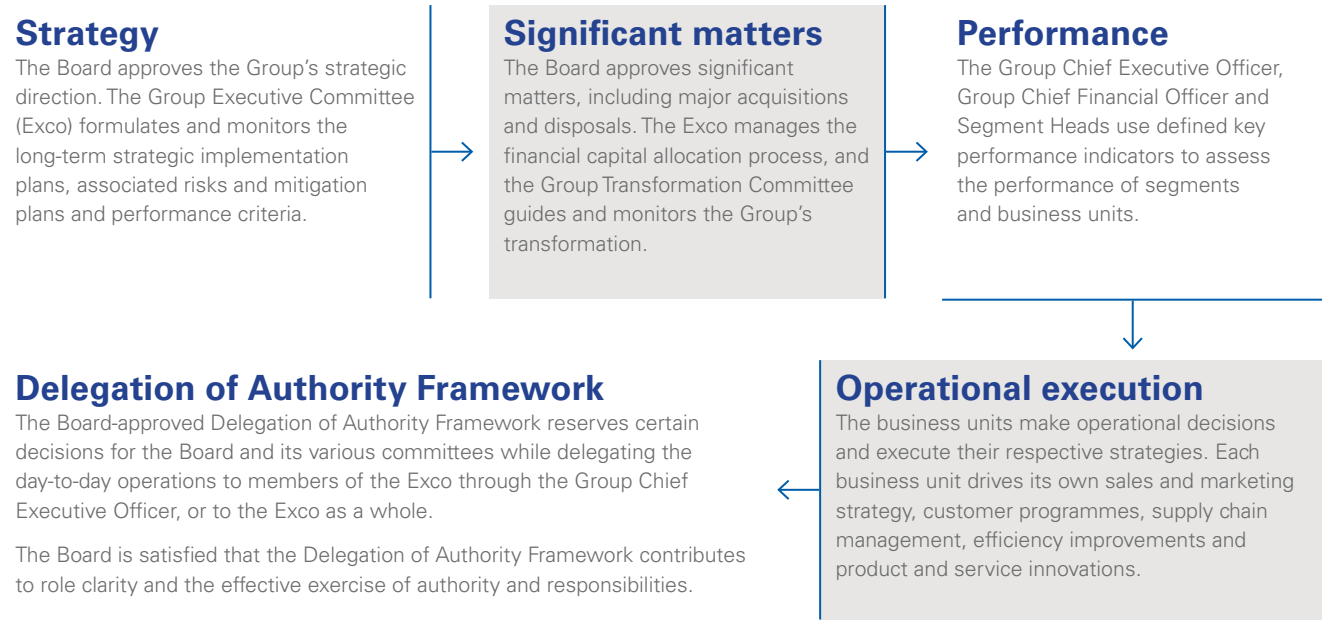 Strategy
The Board approves the Group’s strategic
direction. The Group Executive Committee
(Exco) formulates and monitors the
long-term strategic implementation
plans, associated risks and mitigation
plans and performance criteria.
Significant matters
The Board approves significant
matters, including major acquisitions
and disposals. The Exco manages the
financial capital allocation process, and
the Group Transformation Committee
guides and monitors the Group’s
transformation.
Performance
The Group Chief Executive Officer,
Group Chief Financial Officer and
Segment Heads use defined key
performance indicators to assess
the performance of segments
and business units.
Operational execution
The business units make operational decisions
and execute their respective strategies. Each
business unit drives its own sales and marketing
strategy, customer programmes, supply chain
management, efficiency improvements and
product and service innovations.
Delegation of Authority Framework
The Board-approved Delegation of Authority Framework reserves certain
decisions for the Board and its various committees while delegating the
day-to-day operations to members of the Exco through the Group Chief
Executive Officer, or to the Exco as a whole.
The Board is satisfied that the Delegation of Authority Framework contributes
to role clarity and the effective exercise of authority and responsibilities.